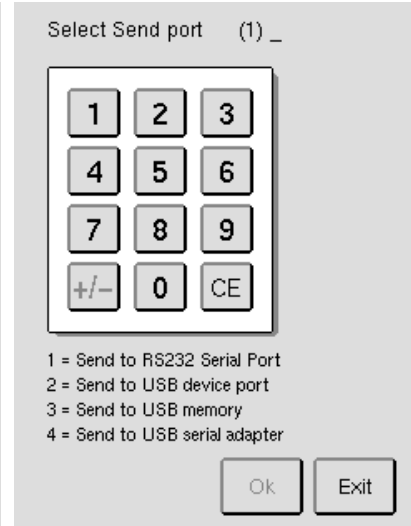 Select Send port (1) _
1 2 3
4 5 6
7 8 9
+/− 0 CE
1 = Send to RS232 Serial Port
2 = Send to USB device port
3 = Send to USB memory
4 = Send to USB serial adapter
Ok Exit